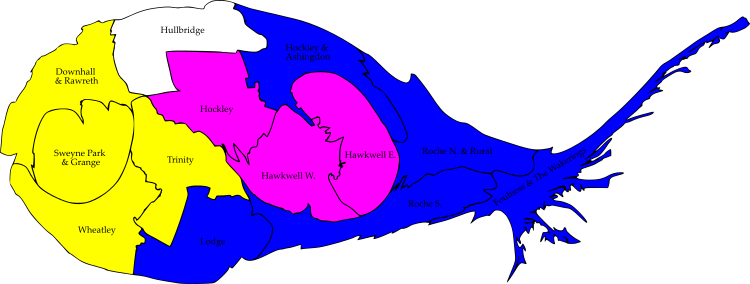 Hullbridge
Hockley &
Ashingdon
Downhall
& Rawreth
Hockley
Sweyne Park
& Grange
Trinity
Hawkwell E.
Roche N. & Rural
Hawkwell W.
Foulness & The Wakerings
Roche S.
Wheatley
Lodge